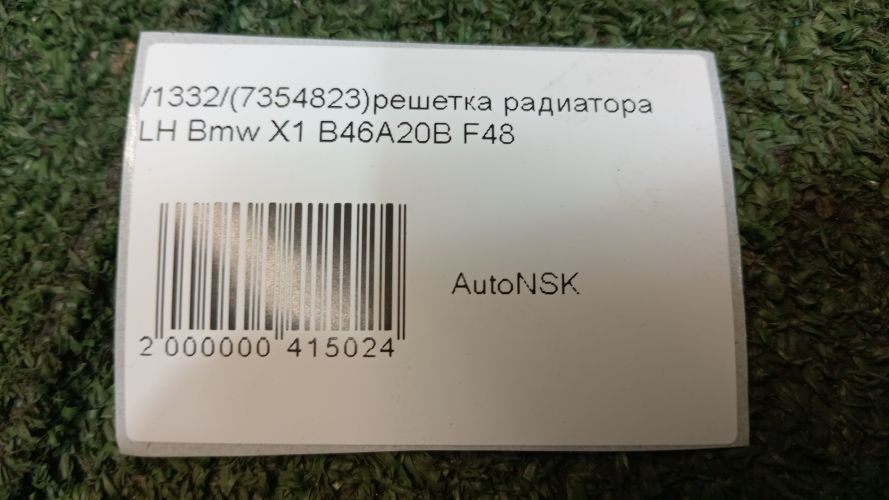 /1332/(7354823)решетка радиатора
LH Bmw X1 B46A20B F48
AutoNSK
2 000000 415024